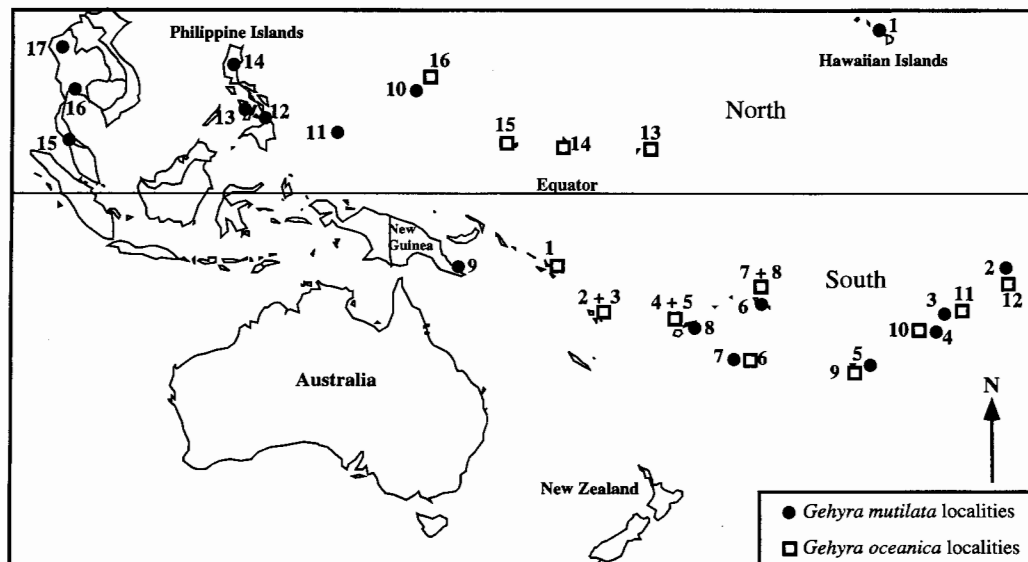 Philippine Islands
1
Hawaiian Islands
17
14
16
10
North
16
13
12
11
15
15
14
13
Equator
New
Guinea
9
1
7 + 8
South
2
2 + 3
4 + 5
6
3
11
12
8
10
4
7
6
9
5
Australia
N
New Zealand
Gehyra mutilata localities
Gehyra oceanica localities